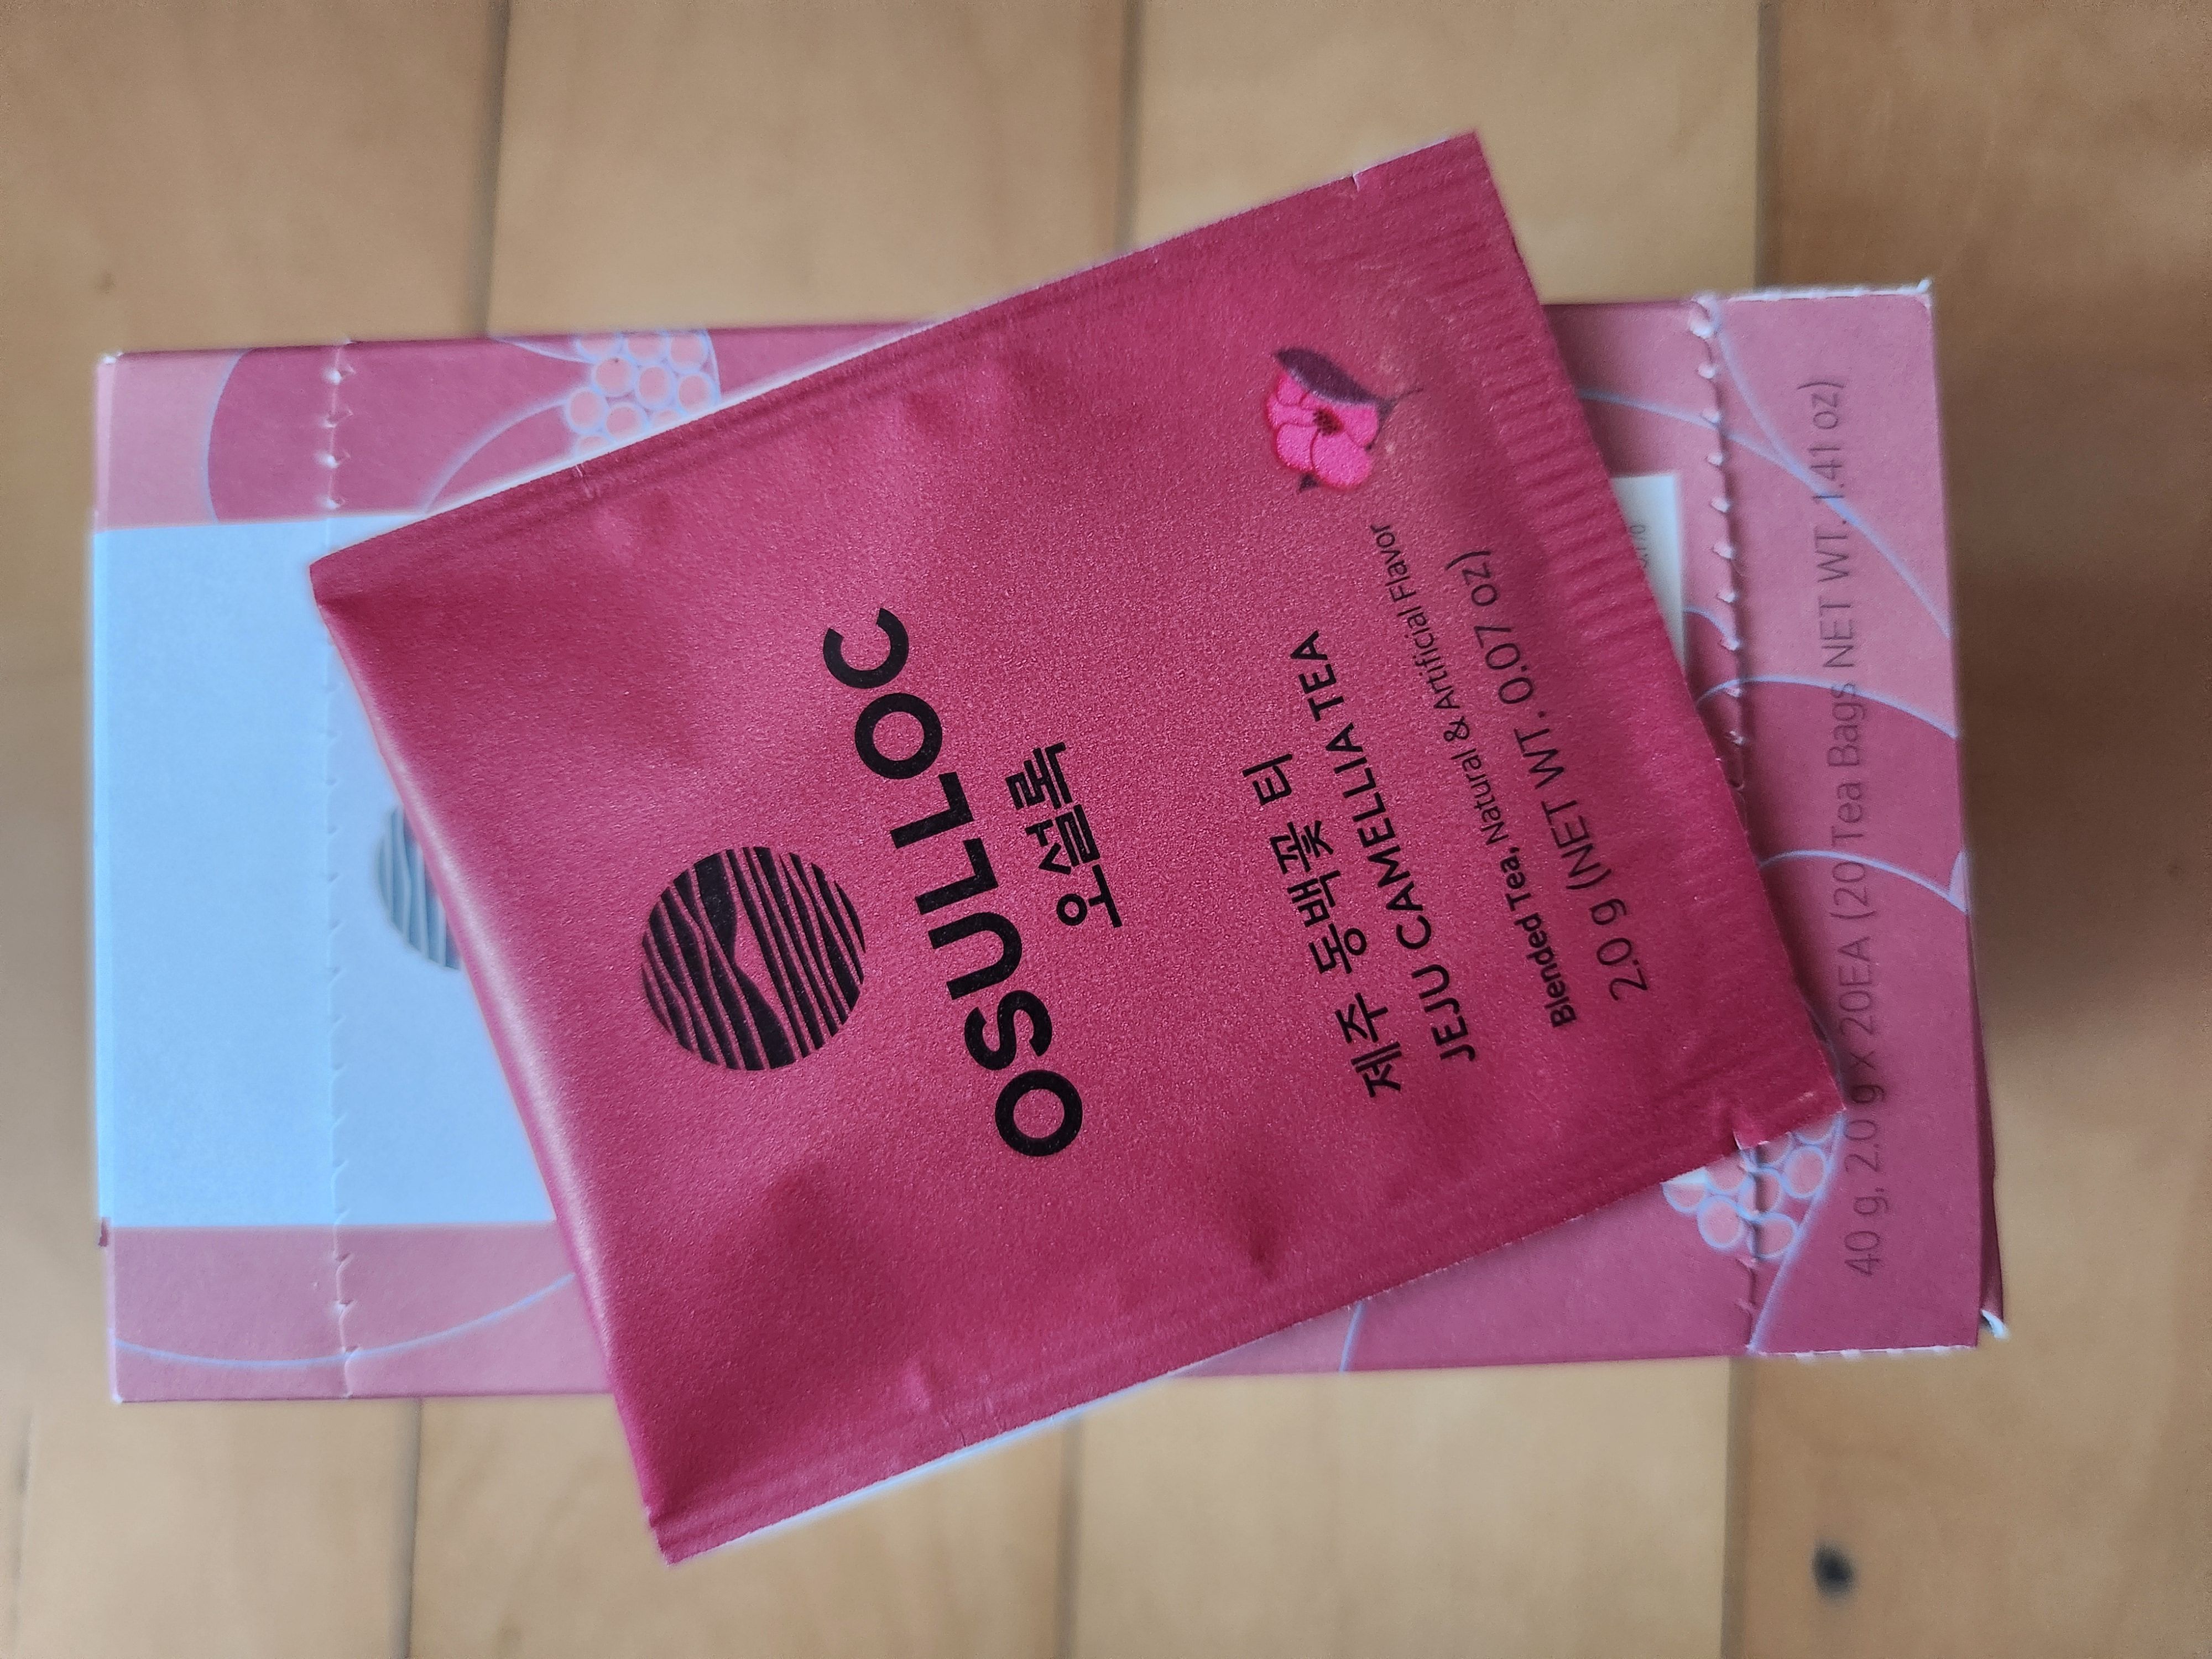 OSULLOC
오설록
제주 동백꽃 티
JEJU CAMELLIA TEA
Blended Tea, Natural & Artificial Flavor
2.0 g (NET WT. 0.07 oz)
40 g, 2.0 g x 20EA (20 Tea Bags NET WT. 1.41 oz)